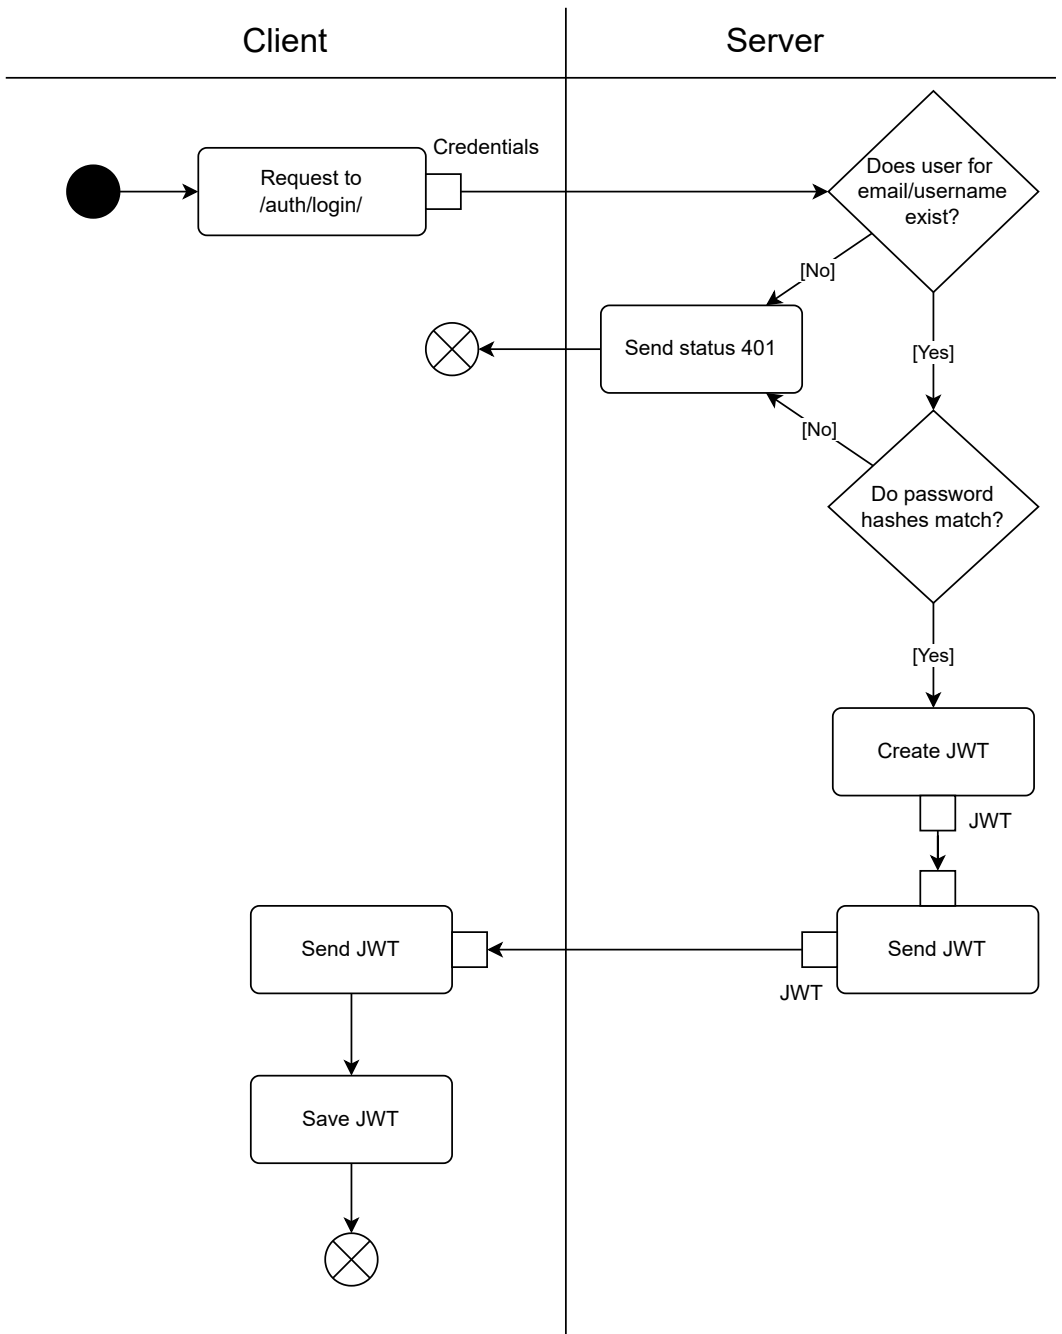 Client
Server
Credentials
Request to
/auth/login/
Does user for
email/username
exist?
[No]
Send status 401
[Yes]
[No]
Do password
hashes match?
[Yes]
Create JWT
JWT
Send JWT
Send JWT
JWT
Save JWT